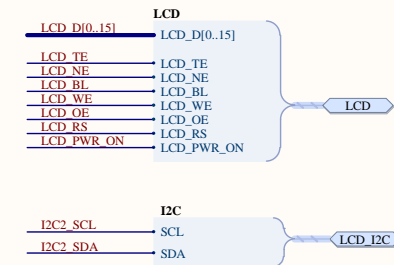 LCD
LCD_D[0..15] LCD_D[0..15]
LCD_TE LCD_TE
LCD_NE LCD_NE
LCD_BL LCD_BL
LCD_WE LCD_WE LCD
LCD_OE LCD_OE
LCD_RS LCD_RS
LCD_PWR_ON LCD_PWR_ON
I2C
I2C2_SCL SCL
LCD_I2C
I2C2_SDA SDA